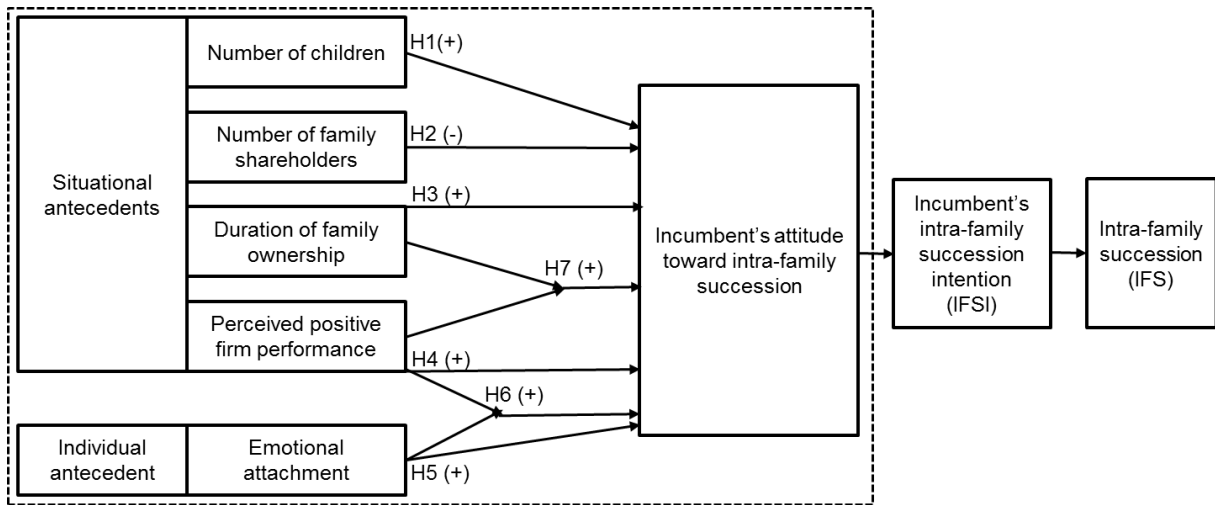 Situational
antecedents
Number of children
Number of family
shareholders
Duration of family
ownership
Perceived positive
firm performance
Individual
antecedent
Emotional
attachment
H1(+)
H2 (-)
H3 (+)
H7 (+)
H4 (+)
H6 (+)
H5 (+)
Incumbent's attitude
toward intra-family
succession
Incumbent's
intra-family
succession
intention
(IFSI)
Intra-family
succession
(IFS)